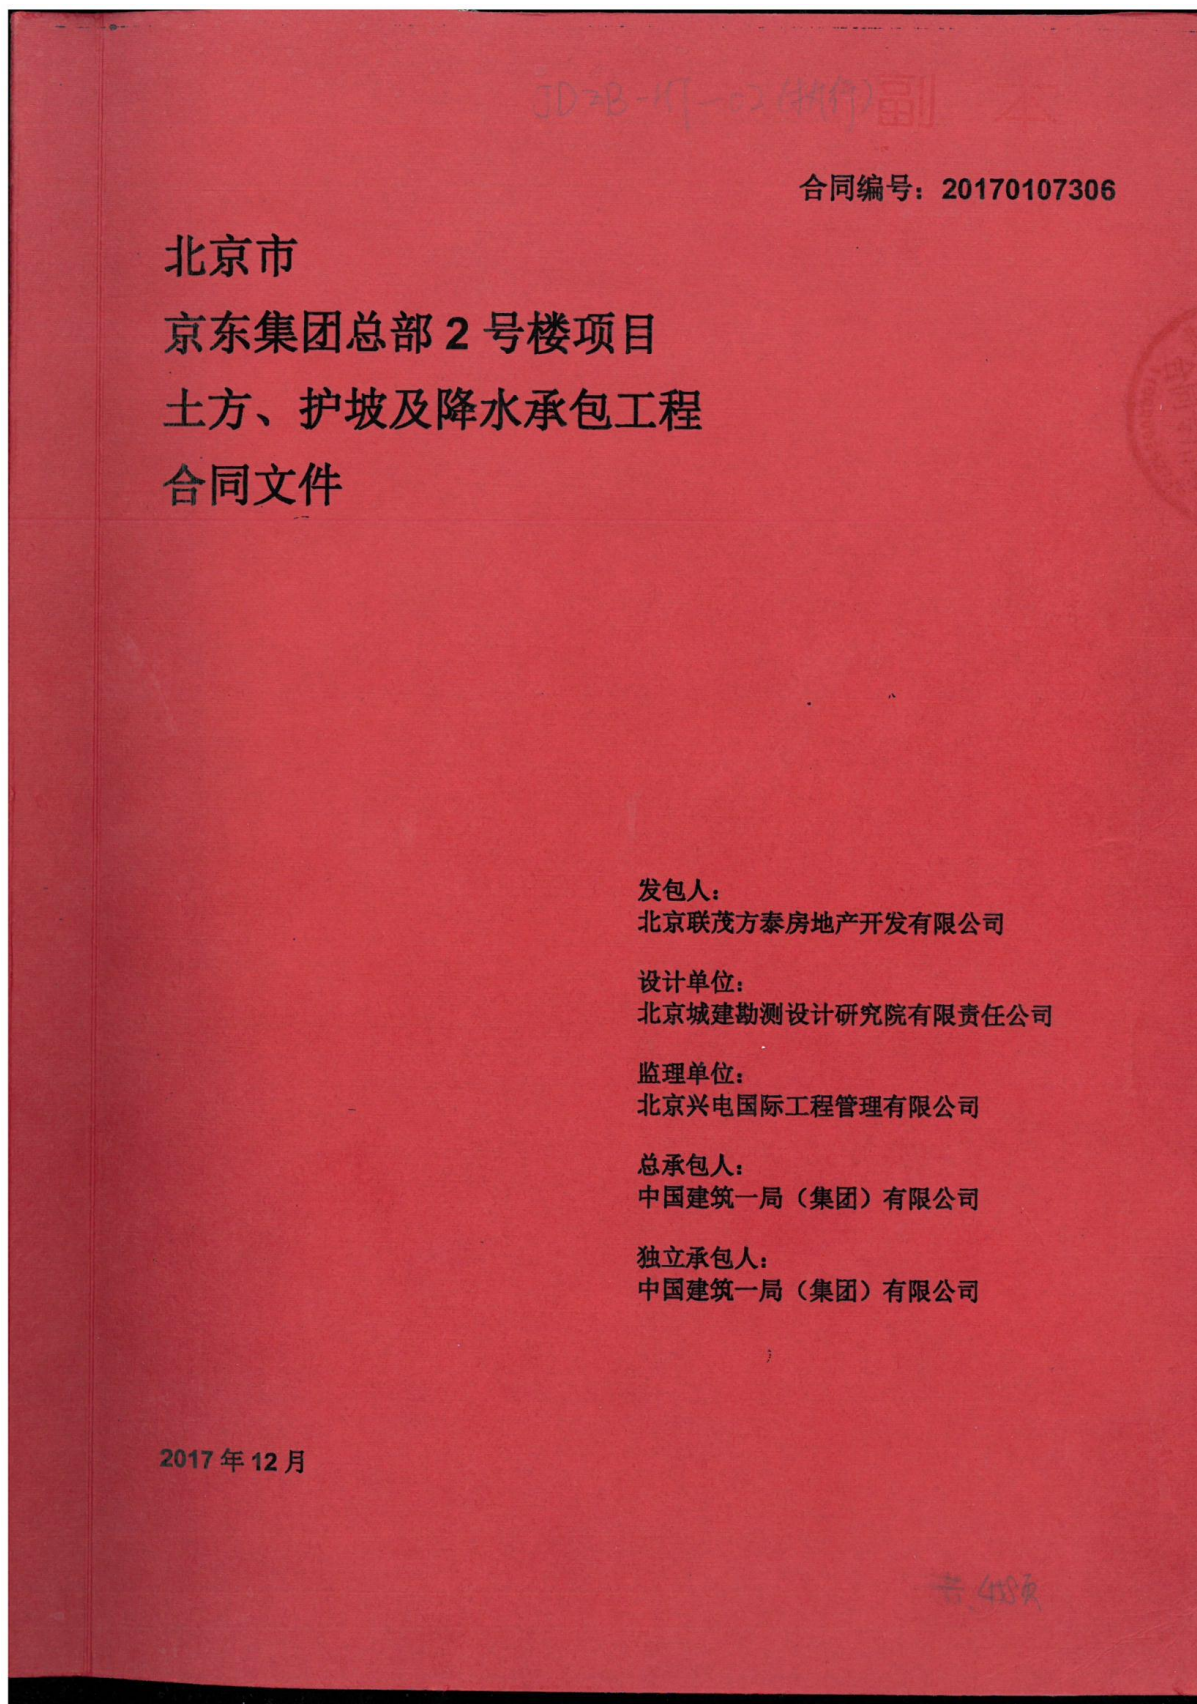 副本
合同编号：20170107306
北京市
京东集团总部 2 号楼项目
土方、护坡及降水承包工程
合同文件
发包人：
北京联茂方泰房地产开发有限公司
设计单位：
北京城建勘测设计研究院有限责任公司
监理单位：
北京兴电国际工程管理有限公司
总承包人：
中国建筑一局（集团）有限公司
独立承包人：
中国建筑一局（集团）有限公司
2017 年 12 月